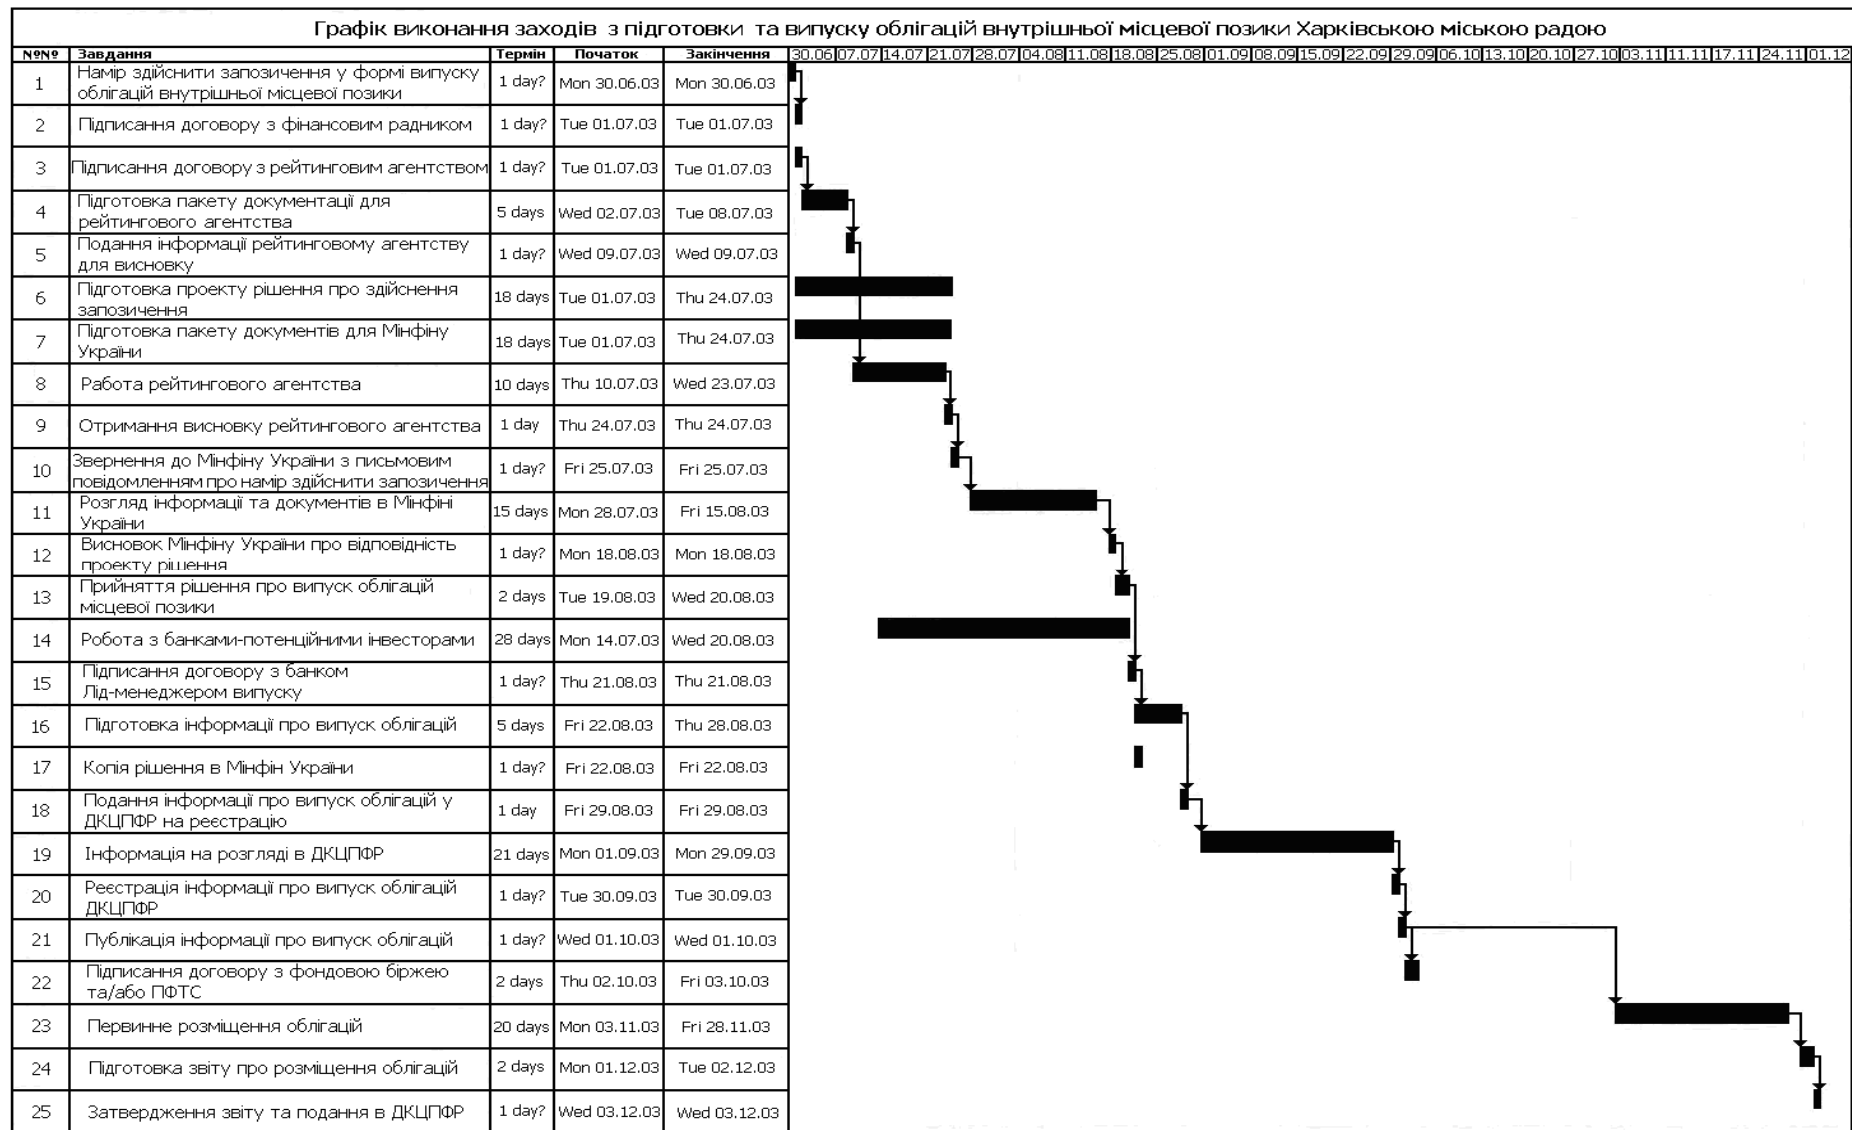 Графік виконання заходів з підготовки та випуску облігацій внутрішньої місцевої позики Харківською міською радою
№№ Завдання Термін Початок Закінчення 30.06 07.07 14.07 21.07 28.07 04.08 11.08 18.08 25.08 01.09 08.09 15.09 22.09 29.09 06.10 13.10 20.10 27.10 03.11 11.11 17.11 24.11 01.12
1 Намір здійснити запозичення у формі випуску
облігацій внутрішньої місцевої позики 1 day? Mon 30.06.03 Mon 30.06.03
2 Підписання договору з фінансовим радником 1 day? Tue 01.07.03 Tue 01.07.03
3 Підписання договору з рейтинговим агентством 1 day? Tue 01.07.03 Tue 01.07.03
4 Підготовка пакету документації для
рейтингового агентства 5 days Wed 02.07.03 Tue 08.07.03
5 Подання інформації рейтинговому агентству
для висновку 1 day? Wed 09.07.03 Wed 09.07.03
6 Підготовка проекту рішення про здійснення
запозичення 18 days Tue 01.07.03 Thu 24.07.03
7 Підготовка пакету документів для Мінфіну
України 18 days Tue 01.07.03 Thu 24.07.03
8 Работа рейтингового агентства 10 days Thu 10.07.03 Wed 23.07.03
9 Отримання висновку рейтингового агентства 1 day Thu 24.07.03 Thu 24.07.03
10 Звернення до Мінфіну України з письмовим
повідомленням про намір здійснити запозичення 1 day? Fri 25.07.03 Fri 25.07.03
11 Розгляд інформації та документів в Мінфіні
України 15 days Mon 28.07.03 Fri 15.08.03
12 Висновок Мінфіну України про відповідність
проекту рішення 1 day? Mon 18.08.03 Mon 18.08.03
13 Прийняття рішення про випуск облігацій
місцевої позики 2 days Tue 19.08.03 Wed 20.08.03
14 Робота з банками-потенційними інвесторами 28 days Mon 14.07.03 Wed 20.08.03
15 Підписання договору з банком
Лід-менеджером випуску 1 day? Thu 21.08.03 Thu 21.08.03
16 Підготовка інформації про випуск облігацій 5 days Fri 22.08.03 Thu 28.08.03
17 Копія рішення в Мінфін України 1 day? Fri 22.08.03 Fri 22.08.03
18 Подання інформації про випуск облігацій у
ДКЦПФР на реєстрацію 1 day Fri 29.08.03 Fri 29.08.03
19 Інформація на розгляді в ДКЦПФР 21 days Mon 01.09.03 Mon 29.09.03
20 Реєстрація інформації про випуск облігацій
ДКЦПФР 1 day? Tue 30.09.03 Tue 30.09.03
21 Публікація інформації про випуск облігацій 1 day? Wed 01.10.03 Wed 01.10.03
22 Підписання договору з фондовою біржею
та/або ПФТС 2 days Thu 02.10.03 Fri 03.10.03
23 Первинне розміщення облігацій 20 days Mon 03.11.03 Fri 28.11.03
24 Підготовка звіту про розміщення облігацій 2 days Mon 01.12.03 Tue 02.12.03
25 Затвердження звіту та подання в ДКЦПФР 1 day? Wed 03.12.03 Wed 03.12.03